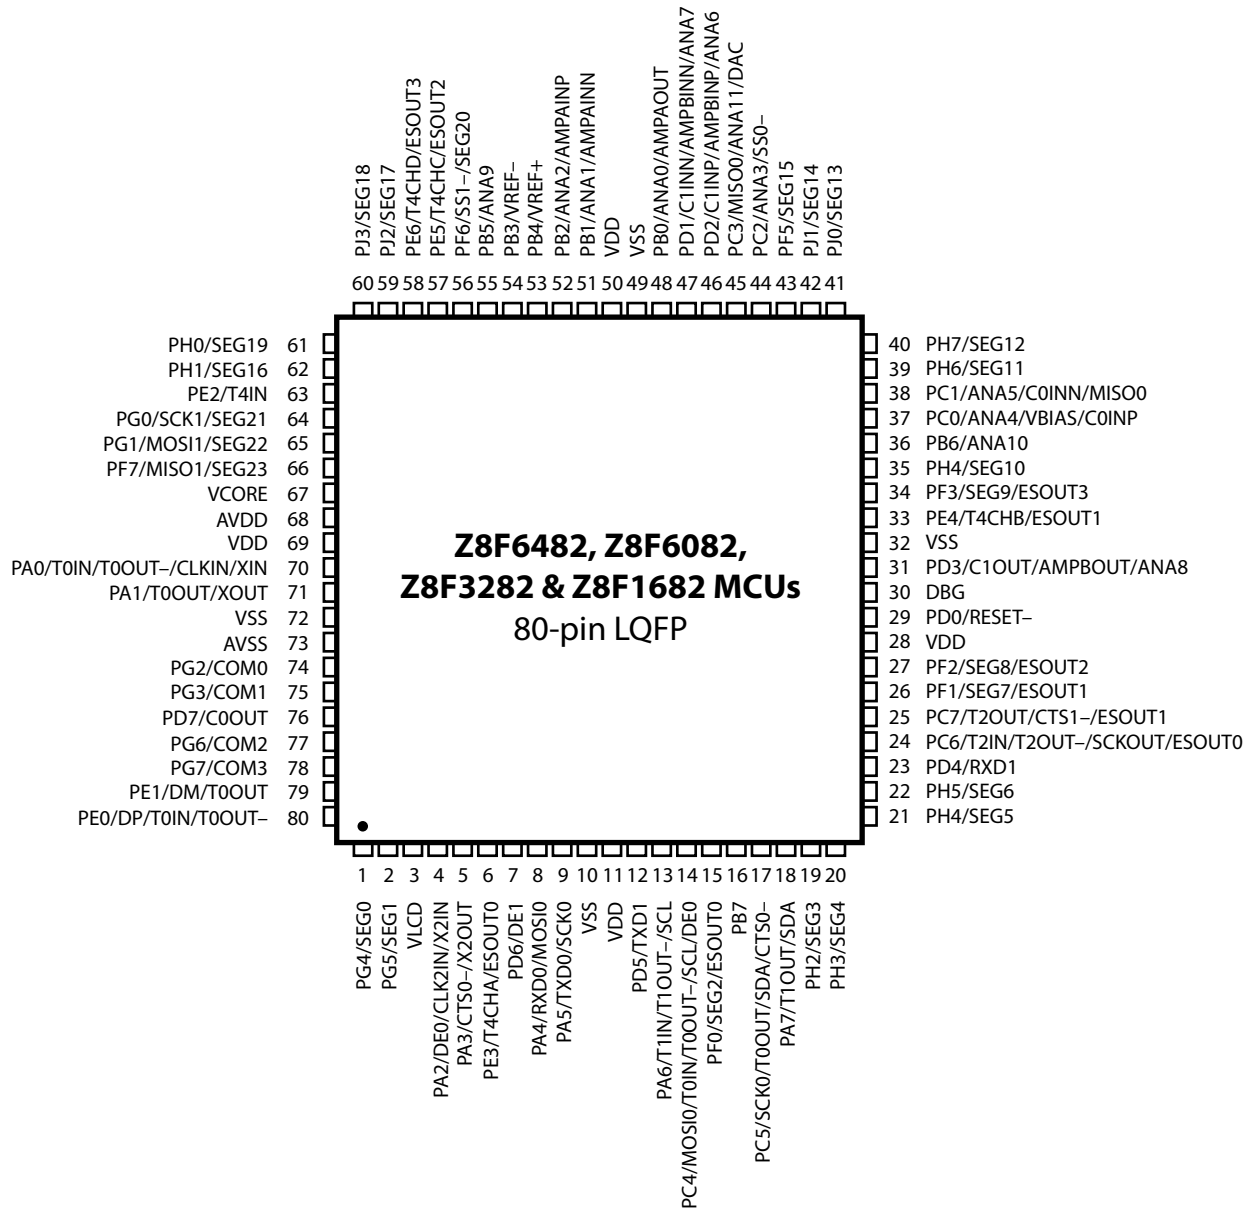 PJ3/SEG18
PJ2/SEG17
PE6/T4CHD/ESOUT3
PE5/T4CHC/ESOUT2
PF6/SS1–/SEG20
PB5/ANA9
PB3/VREF–
PB4/VREF+
PB2/ANA2/AMPAINP
PB1/ANA1/AMPAINN
VDD
VSS
PB0/ANA0/AMPAOUT
PD1/C1INN/AMPBINN/ANA7
PD2/C1INP/AMPBINP/ANA6
PC3/MISO0/ANA11/DAC
PC2/ANA3/SS0–
PF5/SEG15
PJ1/SEG14
PJ0/SEG13
60 59 58 57 56 55 54 53 52 51 50 49 48 47 46 45 44 43 42 41
PH0/SEG19 61
PH1/SEG16 62
PE2/T4IN 63
PG0/SCK1/SEG21 64
PG1/MOSI1/SEG22 65
PF7/MISO1/SEG23 66
VCORE 67
AVDD 68
VDD 69
PA0/T0IN/T0OUT–/CLKIN/XIN 70
PA1/T0OUT/XOUT 71
VSS 72
AVSS 73
PG2/COM0 74
PG3/COM1 75
PD7/C0OUT 76
PG6/COM2 77
PG7/COM3 78
PE1/DM/T0OUT 79
PE0/DP/T0IN/T0OUT– 80
Z8F6482, Z8F6082,
Z8F3282 & Z8F1682 MCUs
80-pin LQFP
40 PH7/SEG12
39 PH6/SEG11
38 PC1/ANA5/C0INN/MISO0
37 PC0/ANA4/VBIAS/C0INP
36 PB6/ANA10
35 PH4/SEG10
34 PF3/SEG9/ESOUT3
33 PE4/T4CHB/ESOUT1
32 VSS
31 PD3/C1OUT/AMPBOUT/ANA8
30 DBG
29 PD0/RESET–
28 VDD
27 PF2/SEG8/ESOUT2
26 PF1/SEG7/ESOUT1
25 PC7/T2OUT/CTS1–/ESOUT1
24 PC6/T2IN/T2OUT–/SCKOUT/ESOUT0
23 PD4/RXD1
22 PH5/SEG6
21 PH4/SEG5
1 2 3 4 5 6 7 8 9 10 11 12 13 14 15 16 17 18 19 20
PG4/SEG0
PG5/SEG1
VLCD
PA2/DE0/CLK2IN/X2IN
PA3/CTS0–/X2OUT
PE3/T4CHA/ESOUT0
PD6/DE1
PA4/RXD0/MOSI0
PA5/TXD0/SCK0
VSS
VDD
PD5/TXD1
PA6/T1IN/T1OUT–/SCL
PC4/MOSI0/T0IN/T0OUT–/SCL/DE0
PF0/SEG2/ESOUT0
PB7
PC5/SCK0/T0OUT/SDA/CTS0–
PA7/T1OUT/SDA
PH2/SEG3
PH3/SEG4